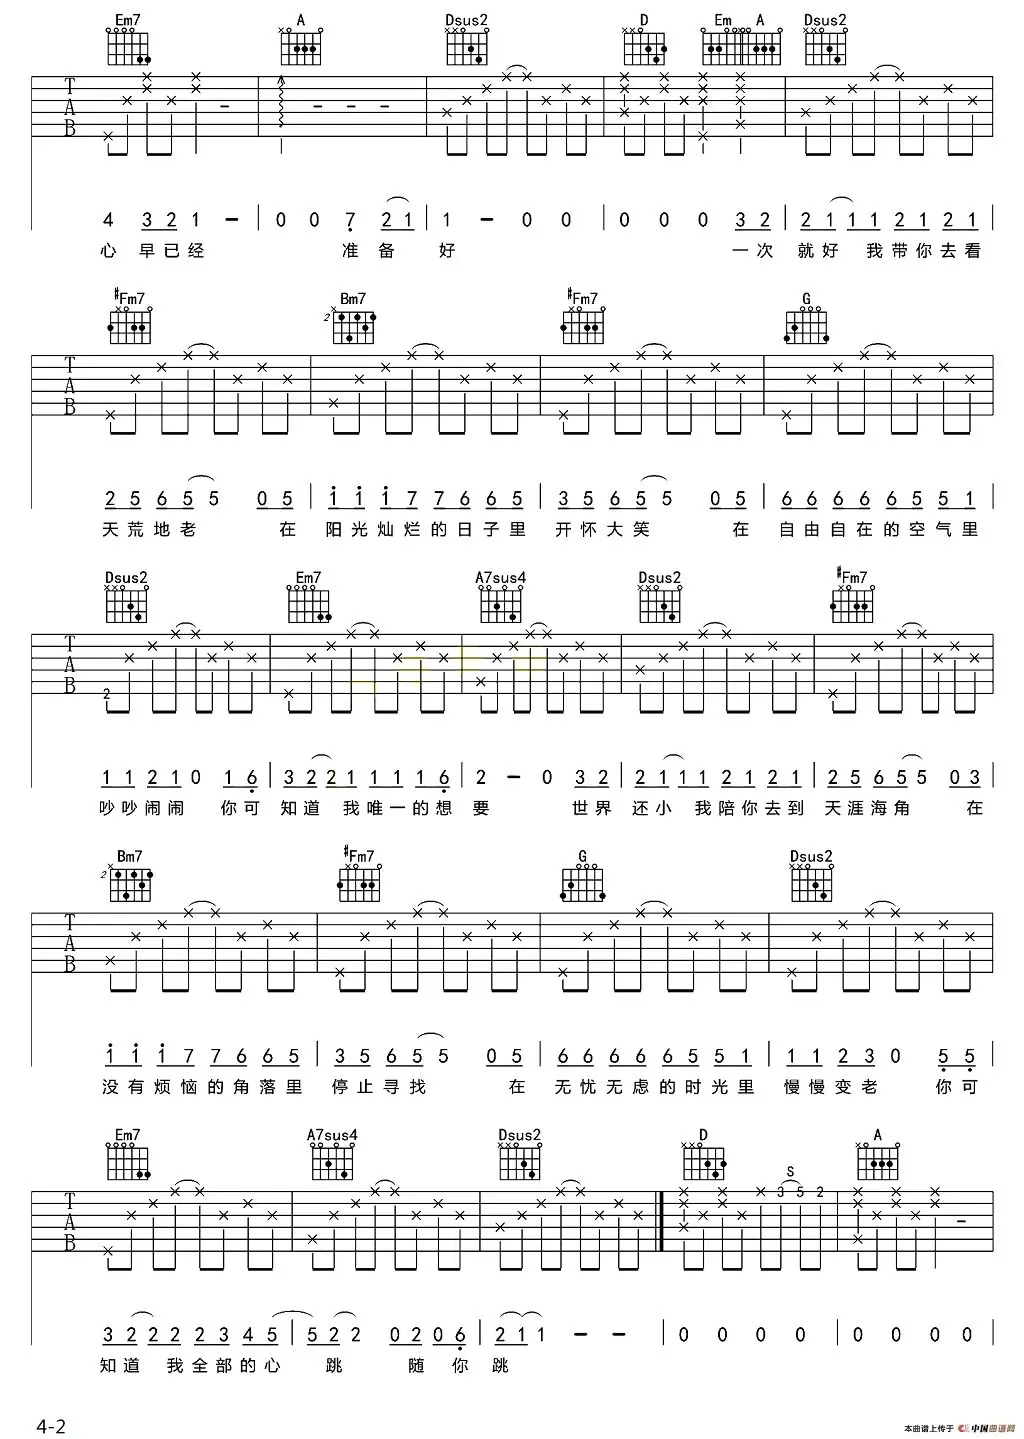 Em7 A Dsus2 D Em A Dsus2
T
A
B
4 3 2 1 - 0 0 7 2 1 1 - 0 0 0 0 0 3 2 2 1 1 1 2 1 2 1
心 早已经 准 备 好 一次 就好 我带你去看
#Fm7 Bm7 #Fm7 G
2
T
A
B
2 5 6 5 5 0 5 1 1 1 7 7 6 6 5 3 5 6 5 5 0 5 6 6 6 6 6 5 5 1
天荒地老 在 阳光灿烂的日子里 开怀大笑 在 自由自在的空气里
Dsus2 Em7 A7sus4 Dsus2 #Fm7
T
A
B
2
1 1 2 1 0 1 6 3 2 2 1 1 1 1 6 2 - 0 3 2 2 1 1 1 2 1 2 1 2 5 6 5 5 0 3
吵吵闹闹 你可 知道 我唯一的想 要 世界 还小 我陪你去到 天涯海角 在
Bm7 #Fm7 G Dsus2
2
T
A
B
1 1 1 7 7 6 6 5 3 5 6 5 5 0 5 6 6 6 6 6 5 5 1 1 1 2 3 0 5 5
没有烦恼的角落里 停止寻找 在 无忧无虑的时光里 慢慢变老 你可
Em7 A7sus4 Dsus2 D A
S
3 5 2
T
A
B
3 2 2 2 2 3 4 5 5 2 2 0 2 0 6 2 1 1 - - 0 0 0 0 0 0 0 0
知道 我全部的心 跳 随 你 跳
4-2
本曲谱上传于 中国曲谱网